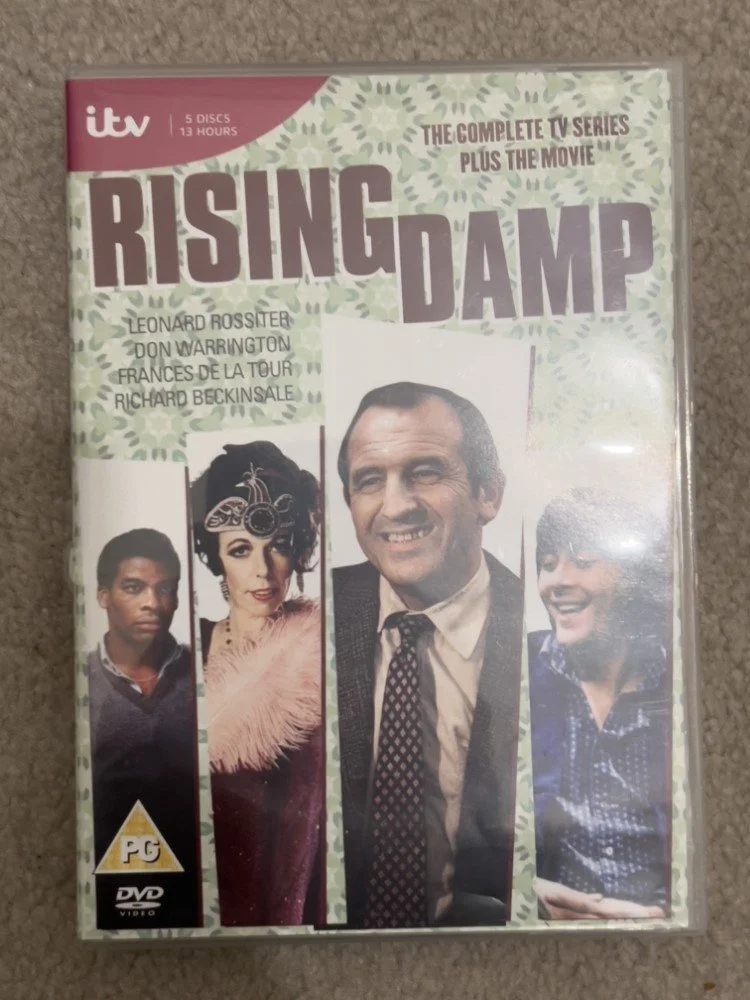 itv
5 DISCS
13 HOURS
THE COMPLETE TV SERIES
PLUS THE MOVIE
RISING DAMP
LEONARD ROSSITER
DON WARRINGTON
FRANCES DE LA TOUR
RICHARD BECKINSALE
PG
DVD
VIDEO